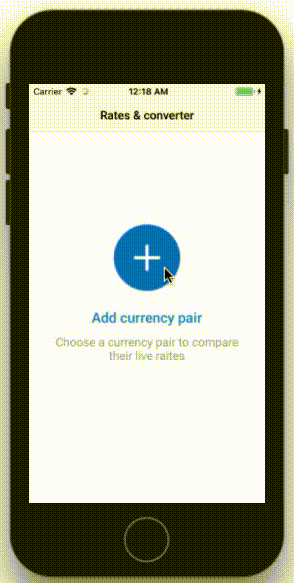 Carrier 12:18 AM
Rates & converter
Add currency pair
Choose a currency pair to compare
their live raites